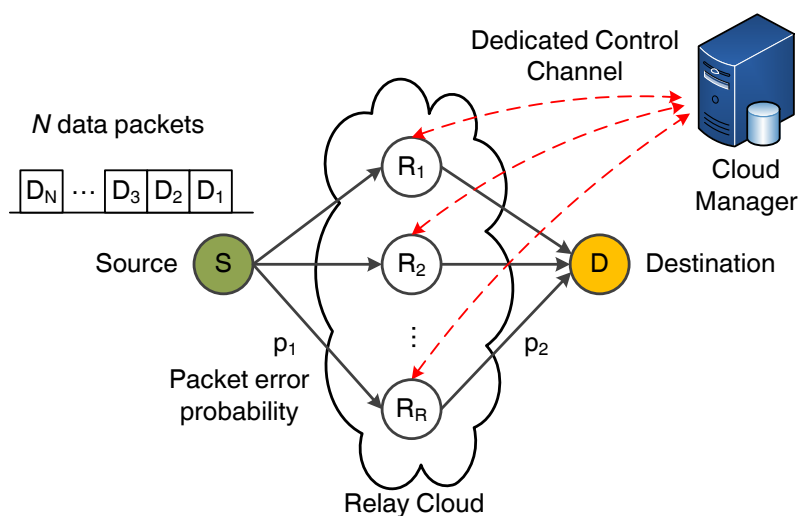 Dedicated Control
Channel
N data packets
D_N ... D_3 D_2 D_1
R_1
Cloud
Manager
Source
S
R_2
D
Destination
⋮
p_1
p_2
Packet error
probability
R_R
Relay Cloud